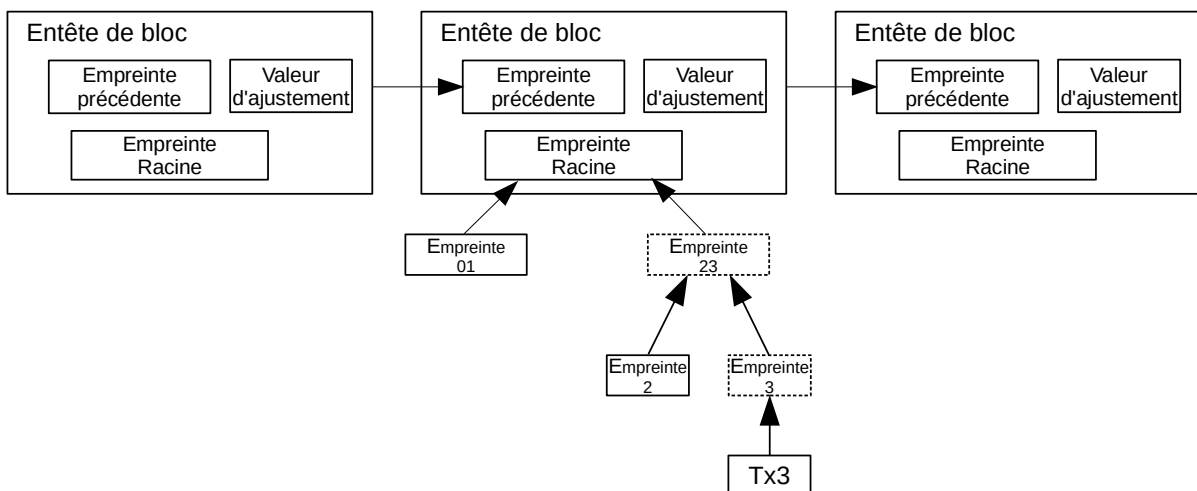 Entête de bloc
Empreinte
précédente
Valeur
d'ajustement
Empreinte
Racine
Entête de bloc
Empreinte
précédente
Valeur
d'ajustement
Empreinte
Racine
Entête de bloc
Empreinte
précédente
Valeur
d'ajustement
Empreinte
Racine
Empreinte
01
Empreinte
23
Empreinte
2
Empreinte
3
Tx3